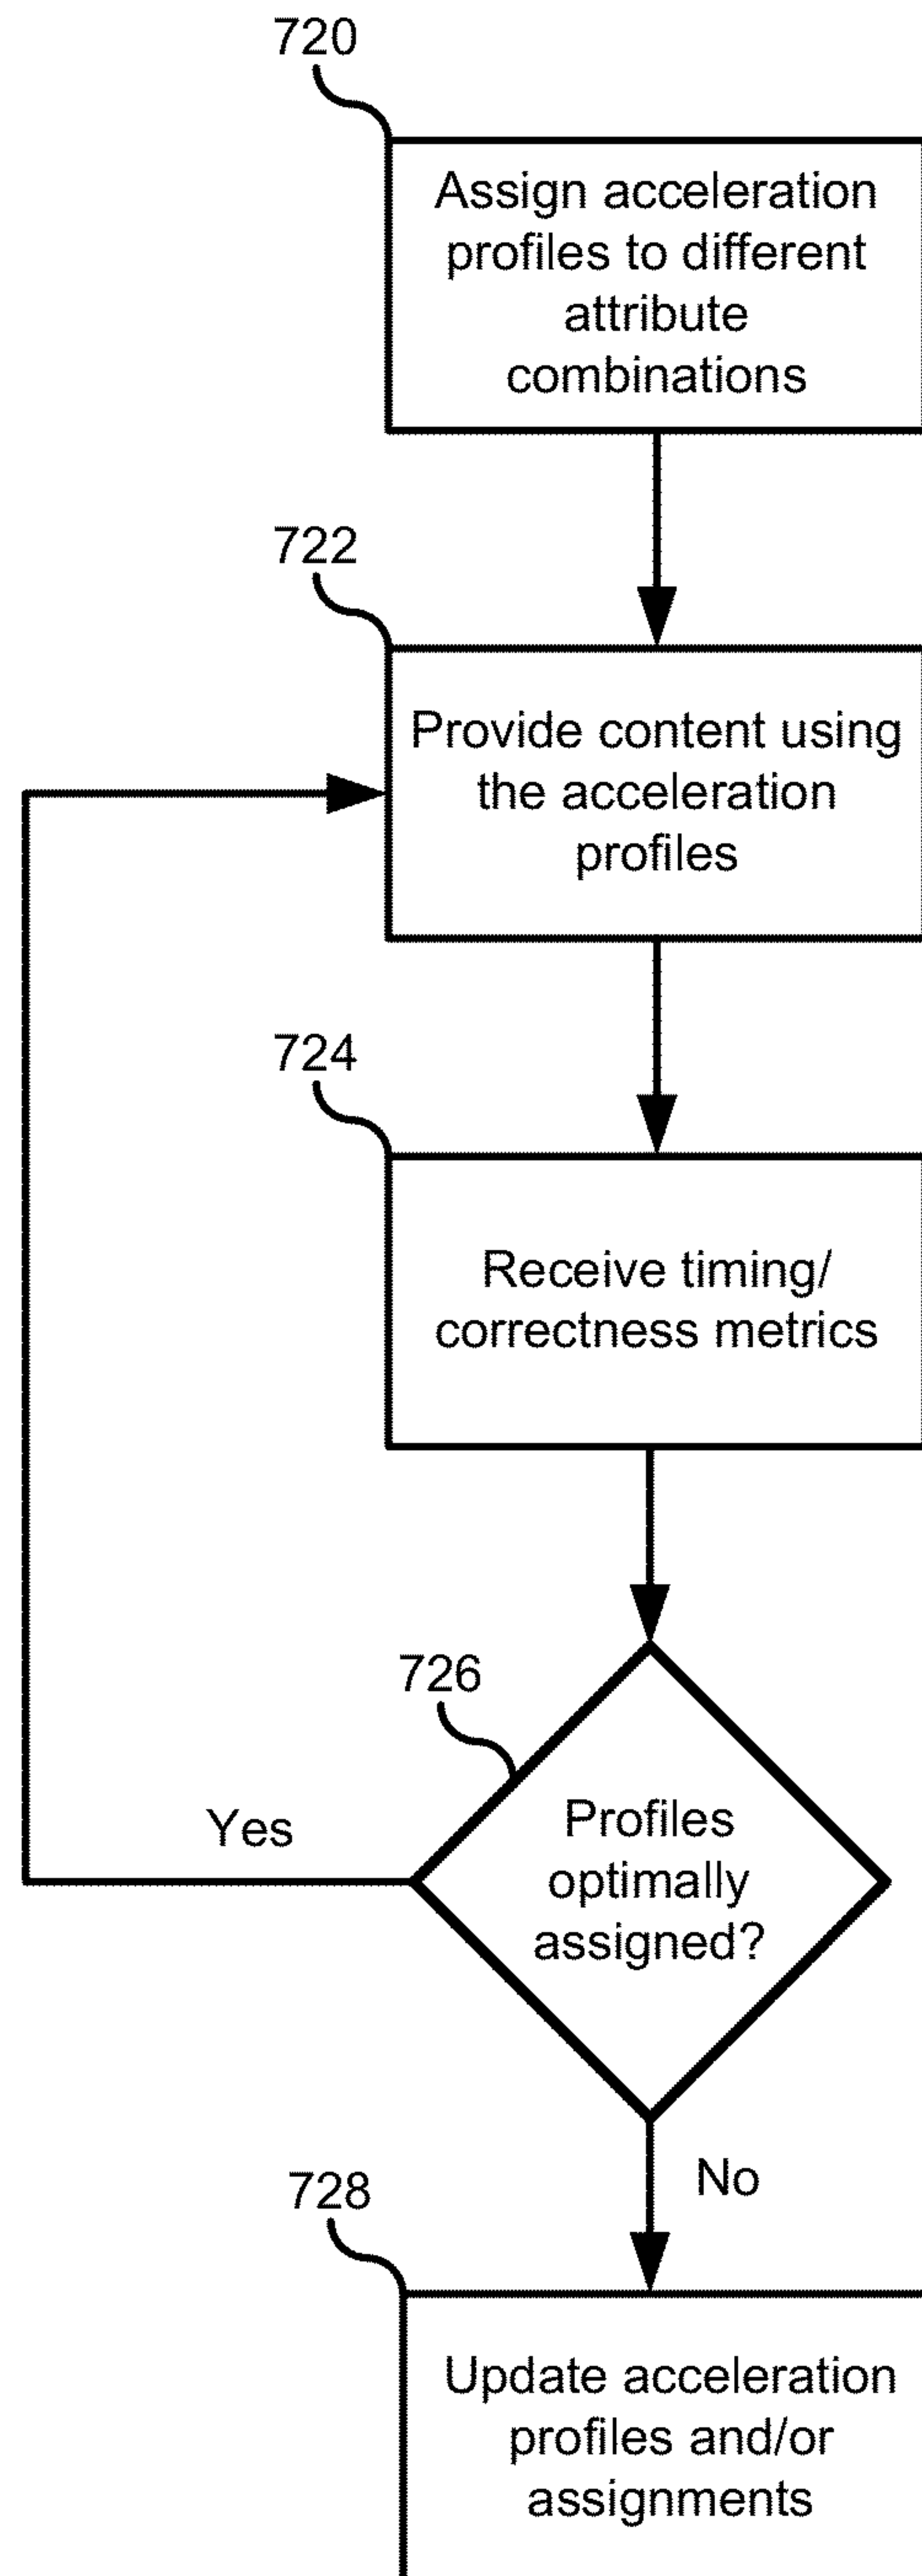 720
Assign acceleration
profiles to different
attribute
combinations
722
Provide content using
the acceleration
profiles
724
Receive timing/
correctness metrics
726
Profiles
optimally
assigned?
Yes
No
728
Update acceleration
profiles and/or
assignments